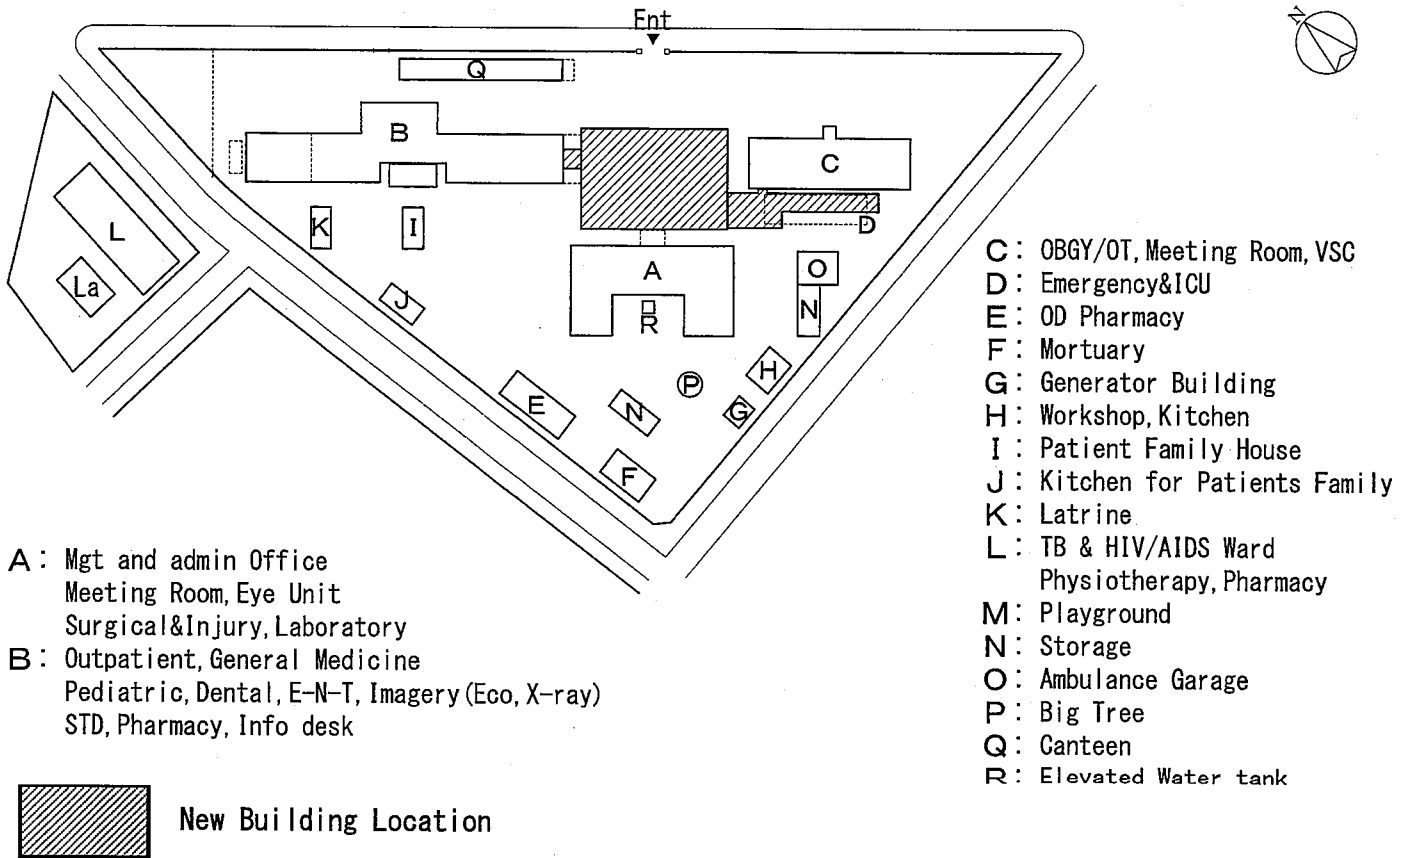 Ent
N
Q
B
C
K
I
L
La
D
A
O
J
R
N
P
H
E
N
G
F
C: OBGY/OT, Meeting Room, VSC
D: Emergency&ICU
E: OD Pharmacy
F: Mortuary
G: Generator Building
H: Workshop, Kitchen
I: Patient Family House
J: Kitchen for Patients Family
K: Latrine
L: TB & HIV/AIDS Ward
Physiotherapy, Pharmacy
M: Playground
N: Storage
O: Ambulance Garage
P: Big Tree
Q: Canteen
R: Elevated Water tank
A: Mgt and admin Office
Meeting Room, Eye Unit
Surgical&Injury, Laboratory
B: Outpatient, General Medicine
Pediatric, Dental, E-N-T, Imagery (Eco, X-ray)
STD, Pharmacy, Info desk
New Building Location